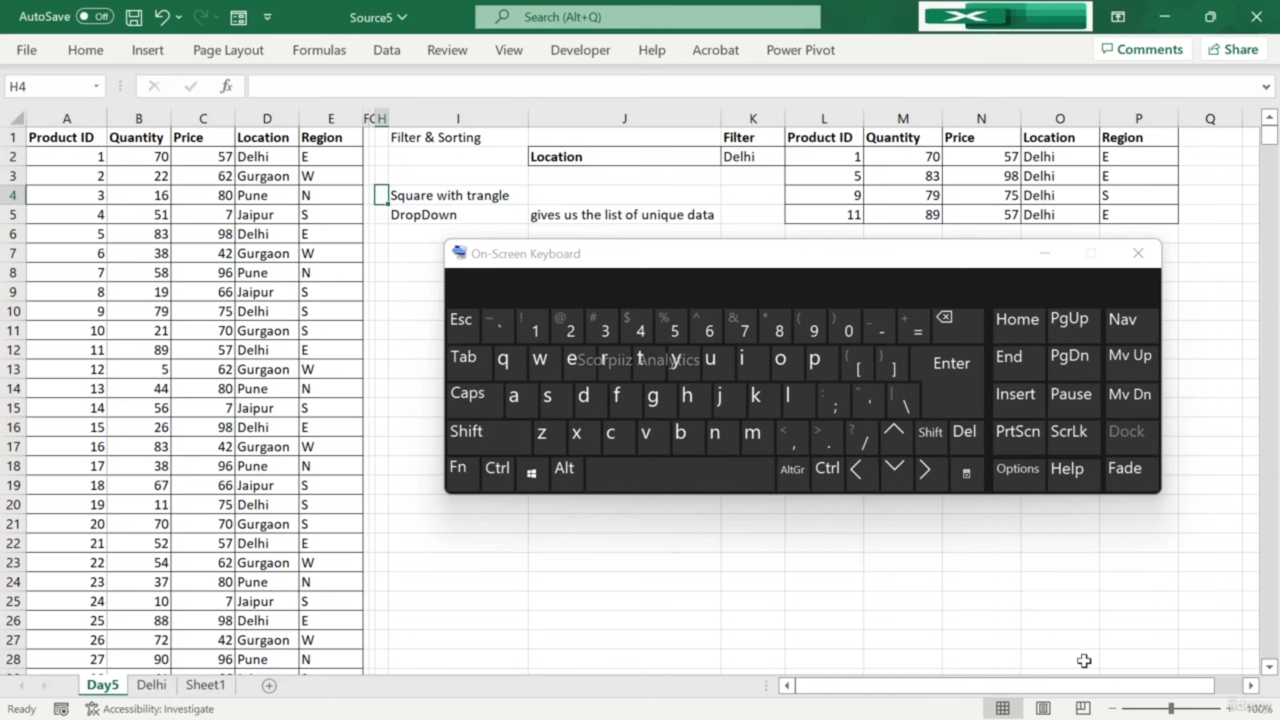 AutoSave Off Source5 Search (Alt+Q)
File Home Insert Page Layout Formulas Data Review View Developer Help Acrobat Power Pivot Comments Share
H4 fx
A B C D E H I J K L M N O P Q
1 Product ID Quantity Price Location Region Filter & Sorting Filter Product ID Quantity Price Location Region
2 1 70 57 Delhi E Location Delhi 1 70 57 Delhi E
3 2 22 62 Gurgaon W 5 83 98 Delhi E
4 3 16 80 Pune N Square with trangle 9 79 75 Delhi S
5 4 51 7 Jaipur S DropDown gives us the list of unique data 11 89 57 Delhi E
6 5 83 98 Delhi E
7 6 38 42 Gurgaon W
8 7 58 96 Pune N
9 8 19 66 Jaipur S
10 9 79 75 Delhi S
11 10 21 70 Gurgaon S
12 11 89 57 Delhi E
13 12 5 62 Gurgaon W
14 13 44 80 Pune N
15 14 56 7 Jaipur S
16 15 26 98 Delhi E
17 16 83 42 Gurgaon W
18 17 38 96 Pune N
19 18 67 66 Jaipur S
20 19 11 75 Delhi S
21 20 70 70 Gurgaon S
22 21 52 57 Delhi E
23 22 54 62 Gurgaon W
24 23 37 80 Pune N
25 24 10 7 Jaipur S
26 25 88 98 Delhi E
27 26 72 42 Gurgaon W
28 27 90 96 Pune N
On-Screen Keyboard
Esc ~ ` ! 1 @ 2 # 3 $ 4 % 5 ^ 6 & 7 * 8 ( 9 ) 0 _ - + = Home PgUp Nav
Tab q w e r t y u i o p { [ } ] Enter End PgDn Mv Up
Scorpiiz Analytics
Caps a s d f g h j k l : ; " ' | \ Insert Pause Mv Dn
Shift z x c v b n m < , > . ? / Shift Del PrtScn ScrLk Dock
Fn Ctrl Alt AltGr Ctrl Options Help Fade
Day5 Delhi Sheet1
Ready Accessibility: Investigate 100%